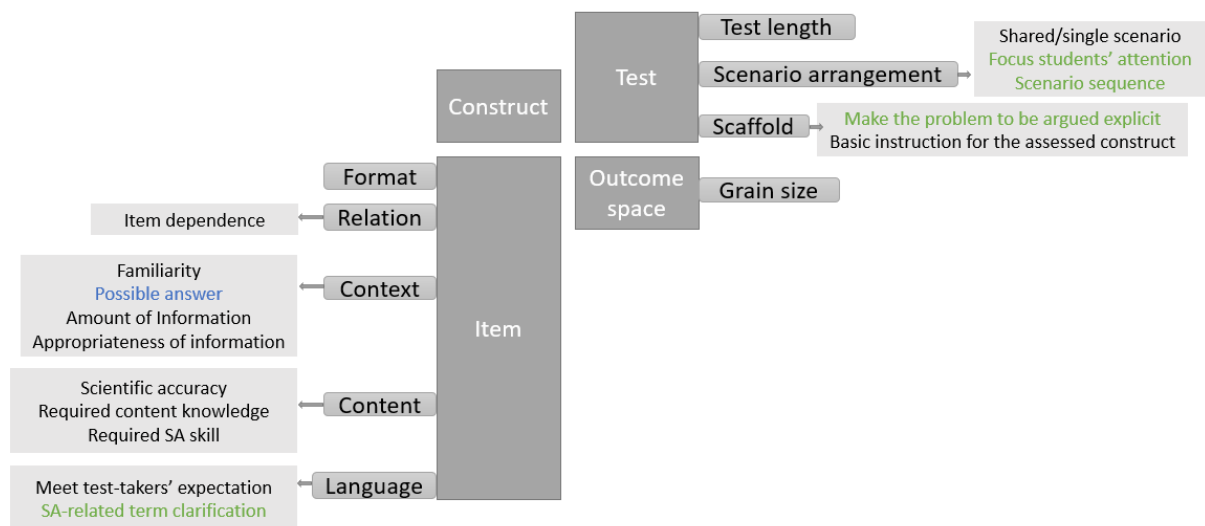 Test
Test length
Scenario arrangement
Shared/single scenario
Focus students' attention
Scenario sequence
Scaffold
Make the problem to be argued explicit
Basic instruction for the assessed construct
Construct
Outcome
space
Grain size
Item
Format
Relation
Item dependence
Context
Familiarity
Possible answer
Amount of Information
Appropriateness of information
Content
Scientific accuracy
Required content knowledge
Required SA skill
Language
Meet test-takers' expectation
SA-related term clarification